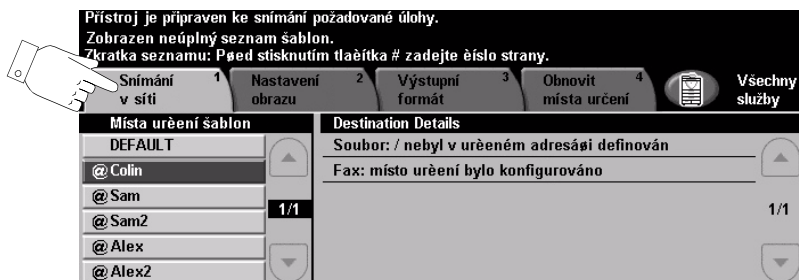 Přístroj je připraven ke snímání požadované úlohy.
Zobrazen neúplný seznam šablon.
Zkratka seznamu: Pøed stisknutím tlaèítka # zadejte èíslo strany.
Snímání v síti 1
Nastavení obrazu 2
Výstupní formát 3
Obnovit místa určení 4
Všechny služby
Místa urèení šablon
Destination Details
DEFAULT
Soubor: / nebyl v urèeném adresáøi definován
@ Colin
Fax: místo urèení bylo konfigurováno
@ Sam
1/1
1/1
@ Sam2
@ Alex
@ Alex2